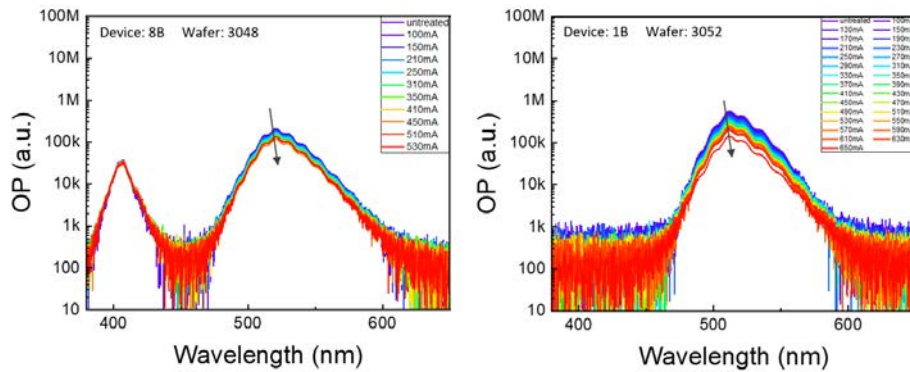 Device: 8B Wafer: 3048
untreated
100mA
150mA
210mA
250mA
310mA
350mA
410mA
450mA
510mA
530mA
100M
10M
1M
100k
10k
1k
100
10
OP (a.u.)
400 500 600
Wavelength (nm)
Device: 1B Wafer: 3052
untreated
130mA
170mA
210mA
250mA
290mA
330mA
370mA
410mA
450mA
490mA
530mA
570mA
610mA
650mA
100M
10M
1M
100k
10k
1k
100
10
OP (a.u.)
400 500 600
Wavelength (nm)